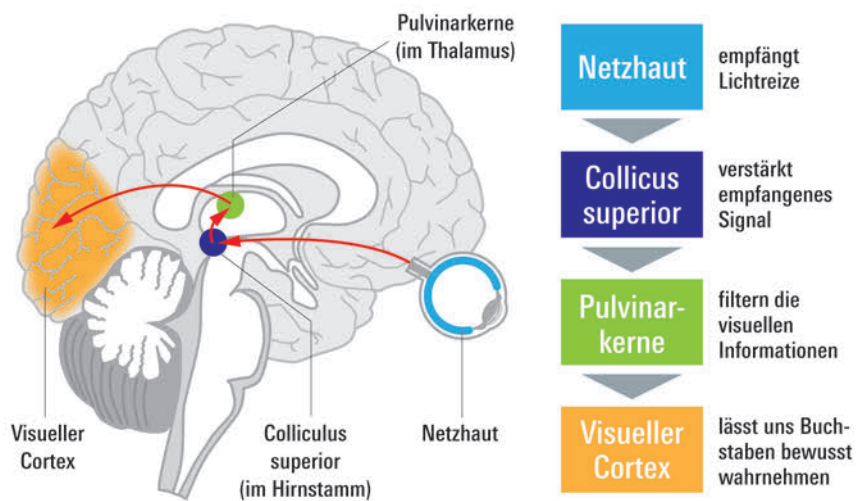 Pulvinarkerne
(im Thalamus)
Visueller
Cortex
Colliculus
superior
(im Hirnstamm)
Netzhaut
Netzhaut
empfängt
Lichtreize
Collicus
superior
verstärkt
empfangenes
Signal
Pulvinar-
kerne
filtern die
visuellen
Informationen
Visueller
Cortex
lässt uns Buch-
staben bewusst
wahrnehmen